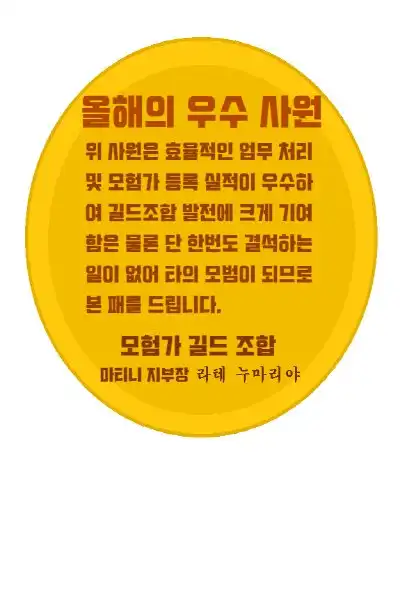 올해의 우수 사원
위 사원은 효율적인 업무 처리
및 모험가 등록 실적이 우수하
여 길드조합 발전에 크게 기여
함은 물론 단 한번도 결석하는
일이 없어 타의 모범이 되므로
본 패를 드립니다.
모험가 길드 조합
마티니 지부장 라테 누마리야